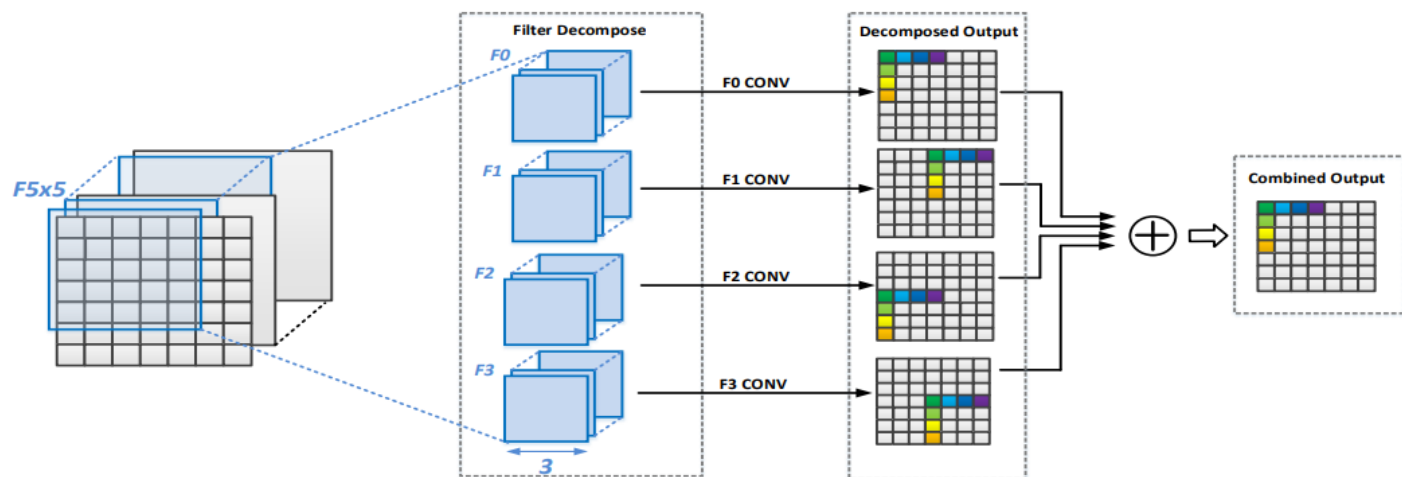 Filter Decompose
Decomposed Output
F0
F0 CONV
F5x5
F1
F1 CONV
Combined Output
F2
F2 CONV
F3
F3 CONV
3